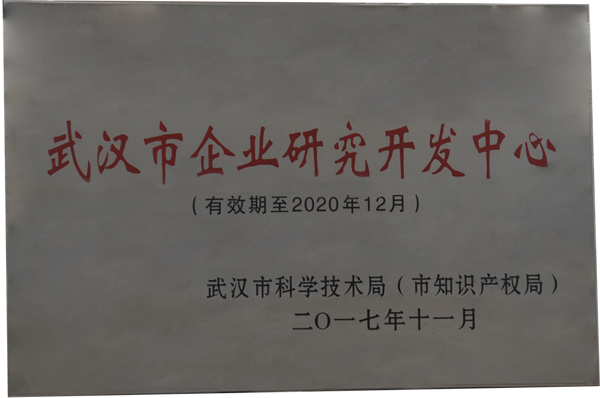 武汉市企业研究开发中心
（有效期至2020年12月）
武汉市科学技术局（市知识产权局）
二〇一七年十一月